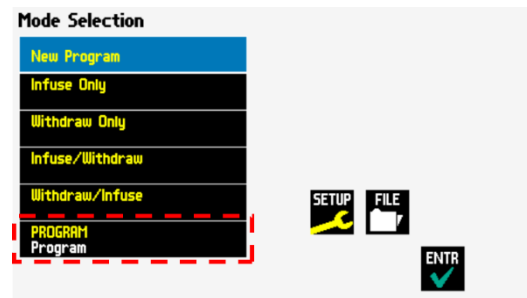 Mode Selection
New Program
Infuse Only
Withdraw Only
Infuse/Withdraw
Withdraw/Infuse
SETUP FILE
PROGRAM
Program
ENTR